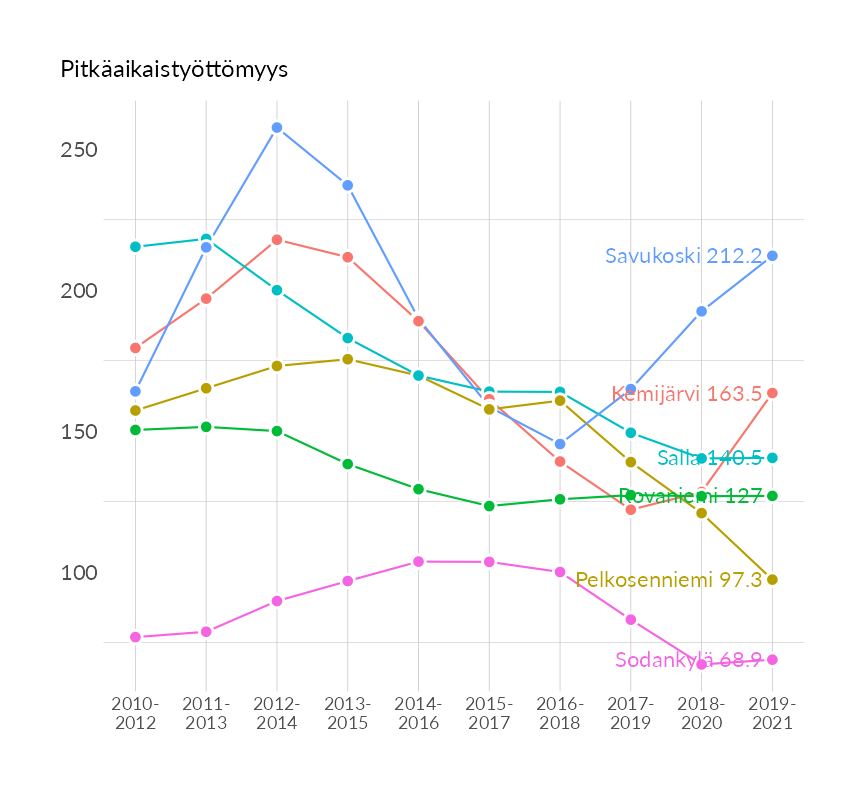 Pitkäaikaistyöttömyys
250
200
150
100
Savukoski 212.2
Kemijärvi 163.5
Salla 140.5
Rovaniemi 127
Pelkosenniemi 97.3
Sodankylä 68.9
2010- 2011- 2012- 2013- 2014- 2015- 2016- 2017- 2018- 2019-
2012 2013 2014 2015 2016 2017 2018 2019 2020 2021